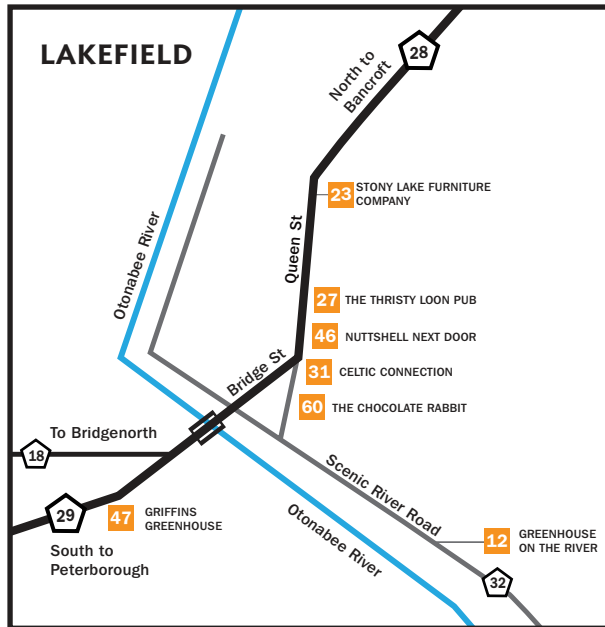 LAKEFIELD
28
North to
Bancroft
23
STONY LAKE FURNITURE
COMPANY
Otonabee River
Queen St
27
THE THRISTY LOON PUB
46
NUTTSHELL NEXT DOOR
31
CELTIC CONNECTION
Bridge St
60
THE CHOCOLATE RABBIT
To Bridgenorth
18
Scenic River Road
47
GRIFFINS
GREENHOUSE
29
South to
Peterborough
Otonabee River
12
GREENHOUSE
ON THE RIVER
32